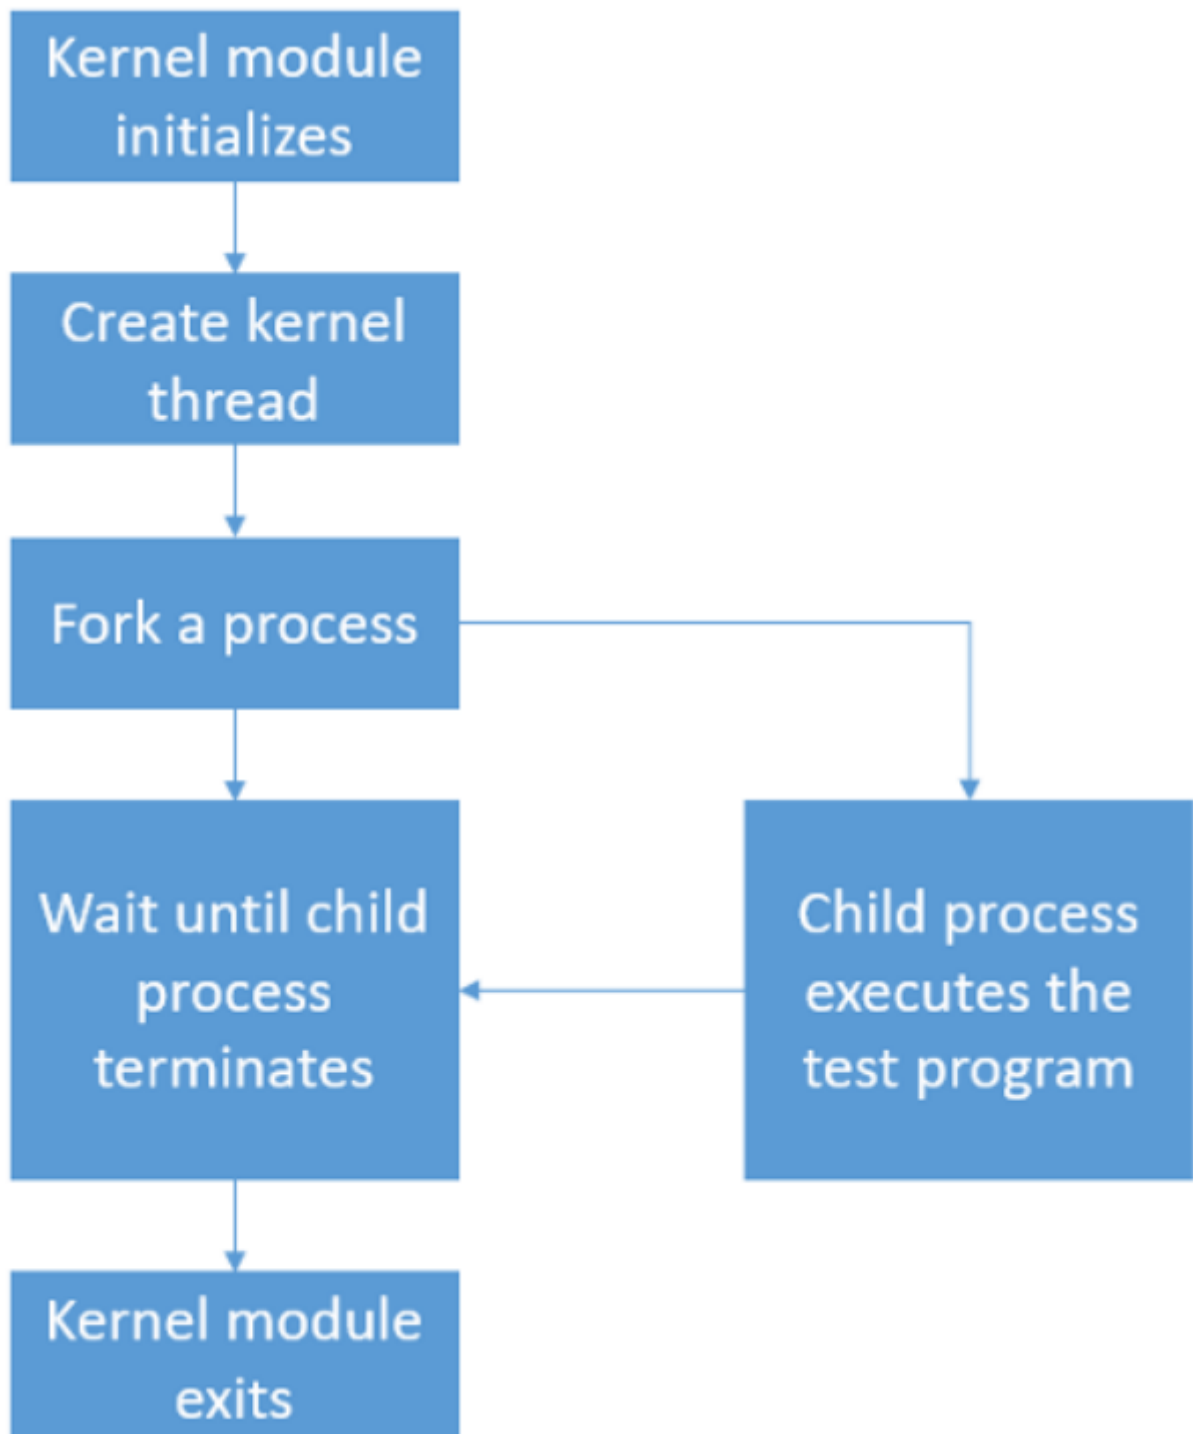 Kernel module
initializes
Create kernel
thread
Fork a process
Wait until child
process
terminates
Child process
executes the
test program
Kernel module
exits